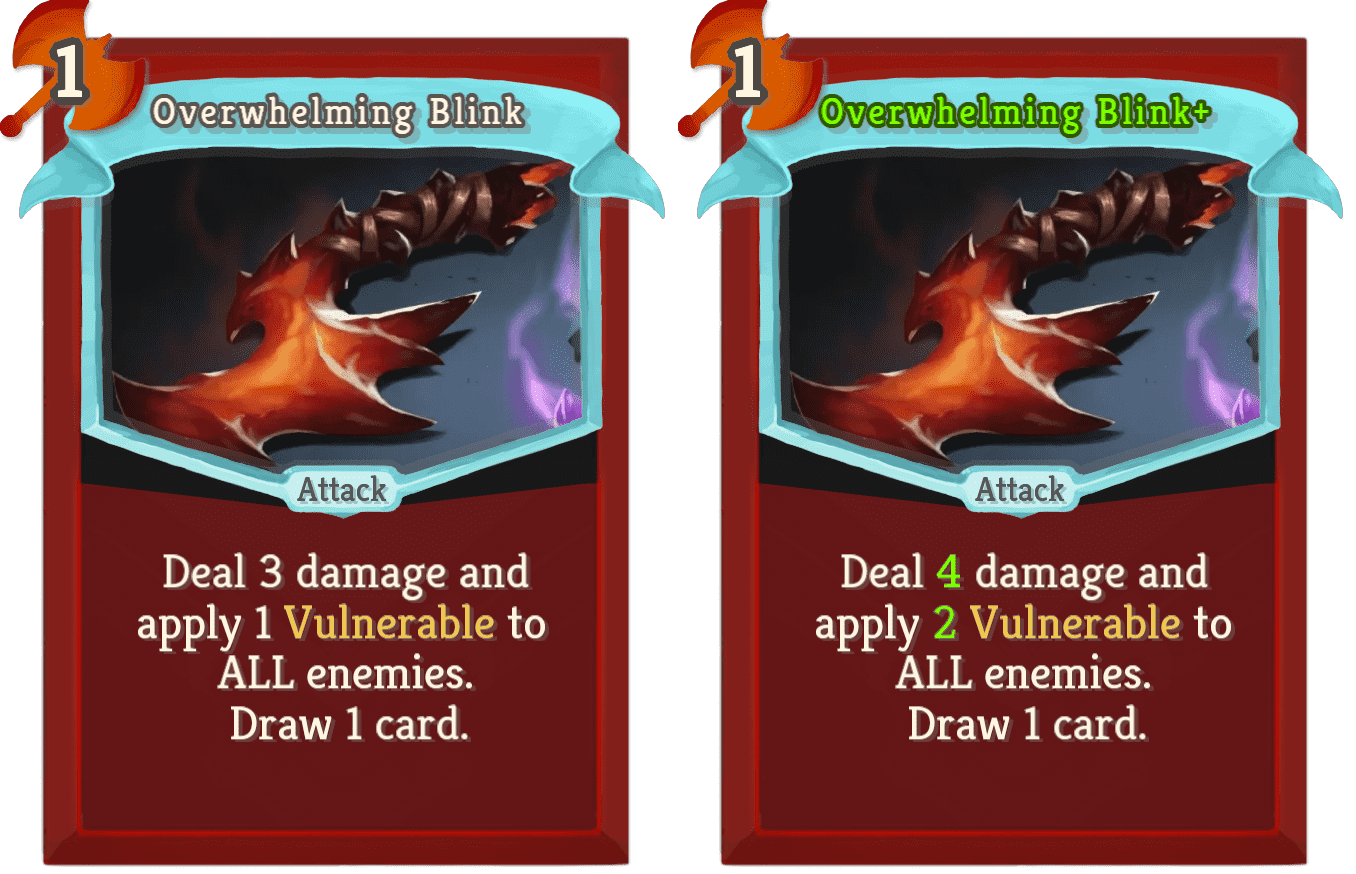 1
Overwhelming Blink
Attack
Deal 3 damage and
apply 1 Vulnerable to
ALL enemies.
Draw 1 card.
1
Overwhelming Blink+
Attack
Deal 4 damage and
apply 2 Vulnerable to
ALL enemies.
Draw 1 card.